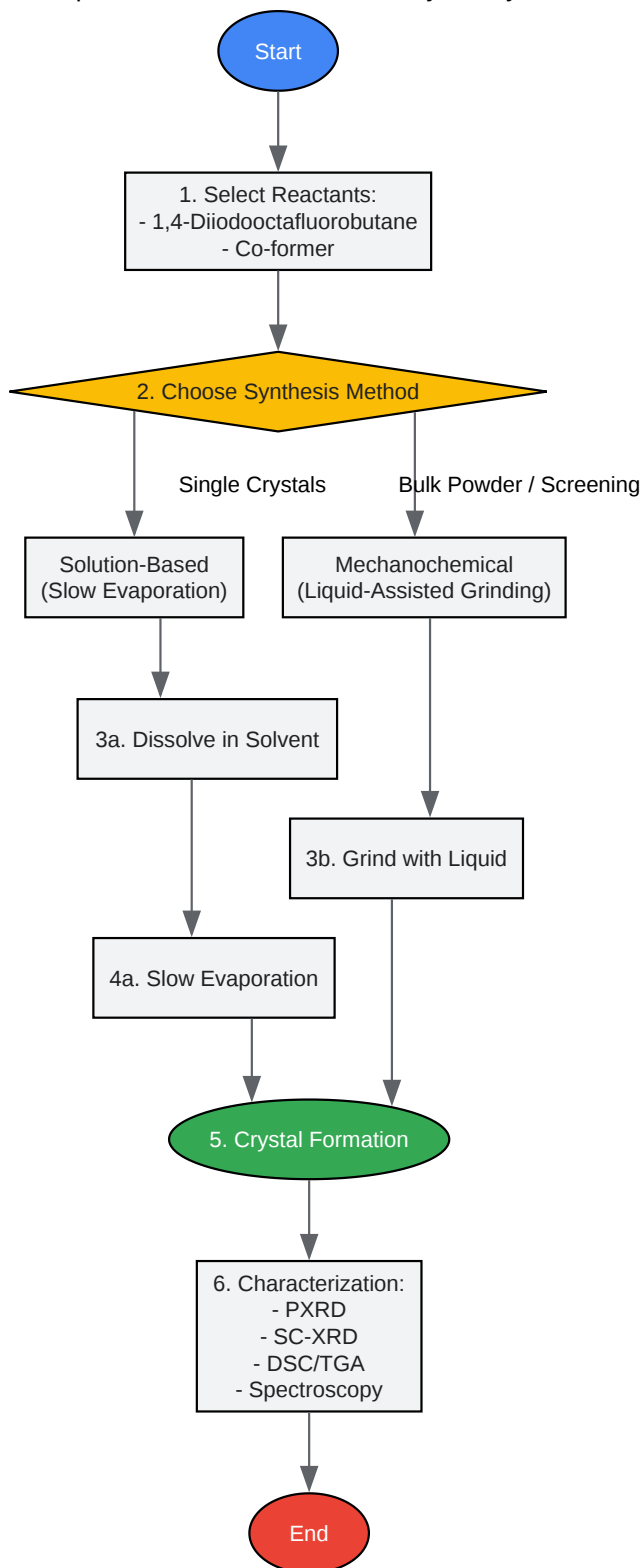 Start
1. Select Reactants:
- 1,4-Diiodooctafluorobutane
- Co-former
2. Choose Synthesis Method
Single Crystals
Bulk Powder / Screening
Solution-Based
(Slow Evaporation)
Mechanochemical
(Liquid-Assisted Grinding)
3a. Dissolve in Solvent
3b. Grind with Liquid
4a. Slow Evaporation
5. Crystal Formation
6. Characterization:
- PXRD
- SC-XRD
- DSC/TGA
- Spectroscopy
End